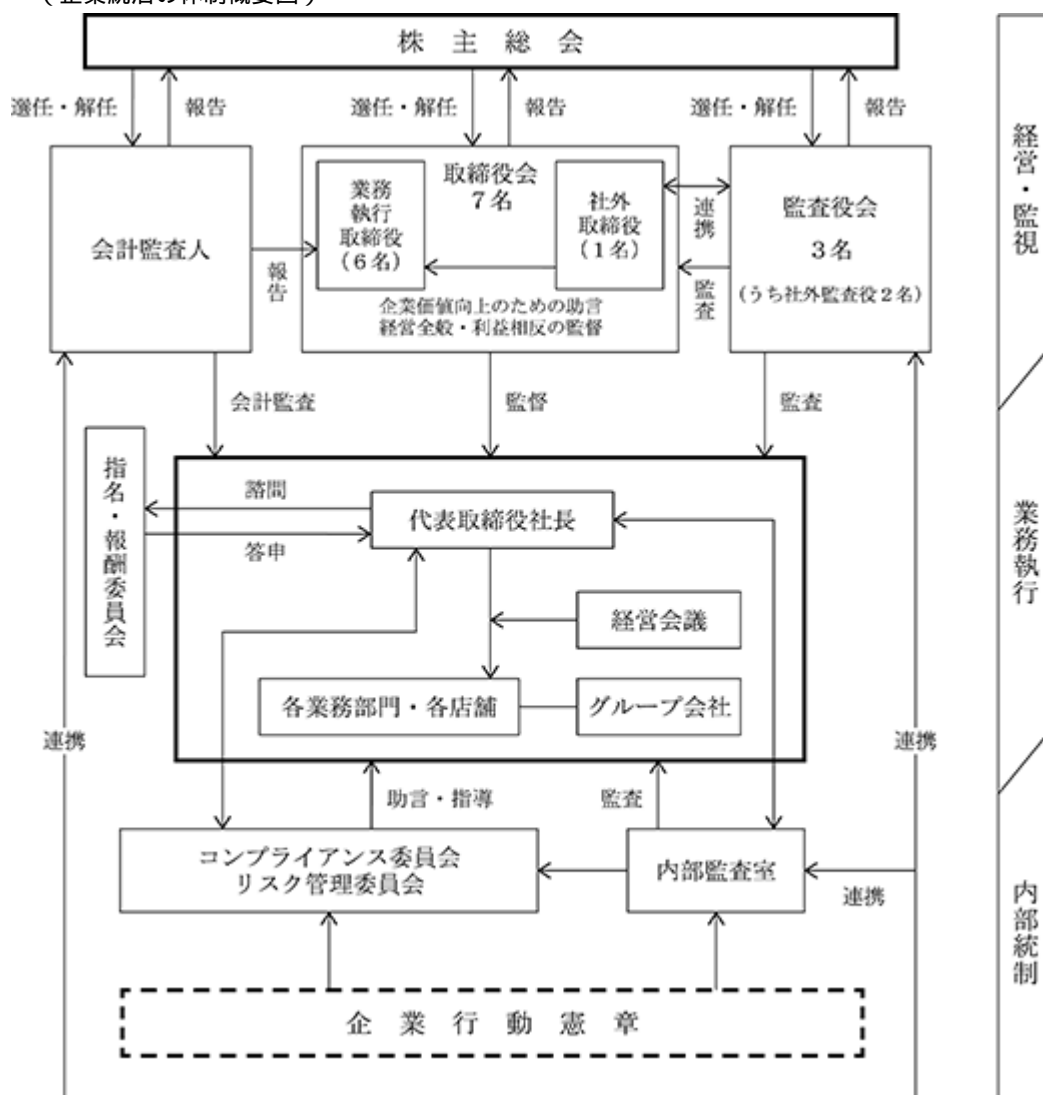 (企業統治の体制概要図)
株主総会
選任・解任
報告
選任・解任
報告
選任・解任
報告
会計監査人
報告
取締役会
7名
業務
執行
取締役
(6名)
社外
取締役
(1名)
企業価値向上のための助言
経営全般・利益相反の監督
連携
監査
監査役会
3名
(うち社外監査役2名)
経営・監視
会計監査
監督
監査
指名・報酬委員会
諮問
答申
代表取締役社長
経営会議
各業務部門・各店舗
グループ会社
業務執行
連携
連携
助言・指導
監査
コンプライアンス委員会
リスク管理委員会
内部監査室
連携
内部統制
企業行動憲章